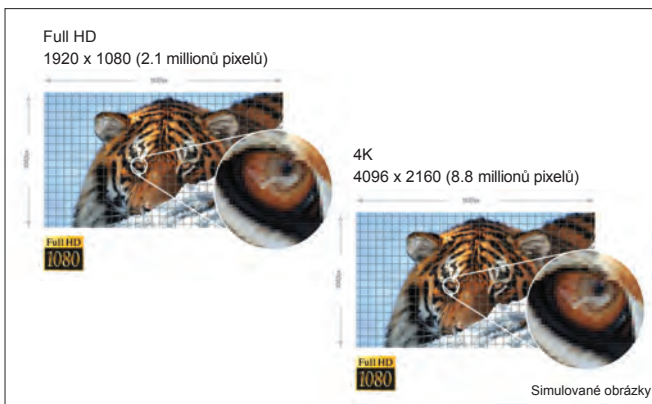 Full HD
1920 x 1080 (2.1 millionů pixelů)
Full HD
1080
4K
4096 x 2160 (8.8 millionů pixelů)
Full HD
1080
Simulované obrázky